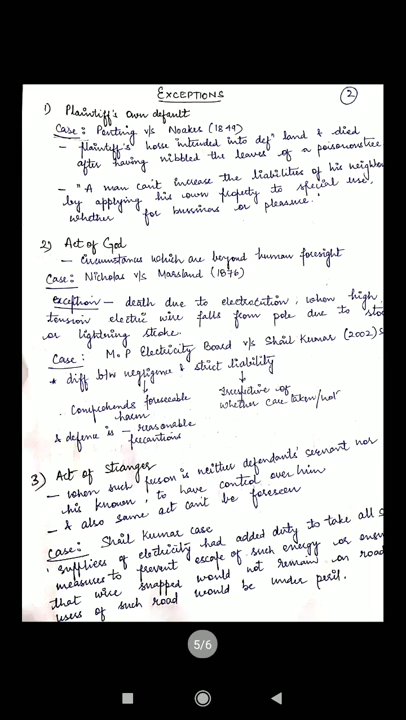 EXCEPTIONS
2
1) Plaintiff's own default
Case: Ponting v/s Noakes (1849)
- plaintiff's horse intended into def" land & died
after having nibbled the leaves of a poisonous tree
- "A man can't increase the liabilities of his neighbou
by applying his own property to special use,
whether for bussiness or pleasure."
2) Act of God
- circumstances which are beyond human foresight
Case: Nicholas v/s Marsland (1876)
exception - death due to electrocution, when high
tension electric wire falls from pole due to sto
or lightning stroke.
Case: M.P Electricity Board v/s Shail Kumar (2002) S
* diff b/w negligence & strict liability
Comprehends foreseeable harm
Irrespective of
whether care taken/not
& defence is - reasonable
precautions
3) Act of Stranger
- when such person is neither defendants' servant nor
his known to have control over him
- & also same act can't be foreseen
Case: Shail Kumar case
suppliers of electricity had added duty to take all s
measures to prevent escape of such energy or ensu
that wire snapped would not remain on road
users of such road would be under peril.
5/6